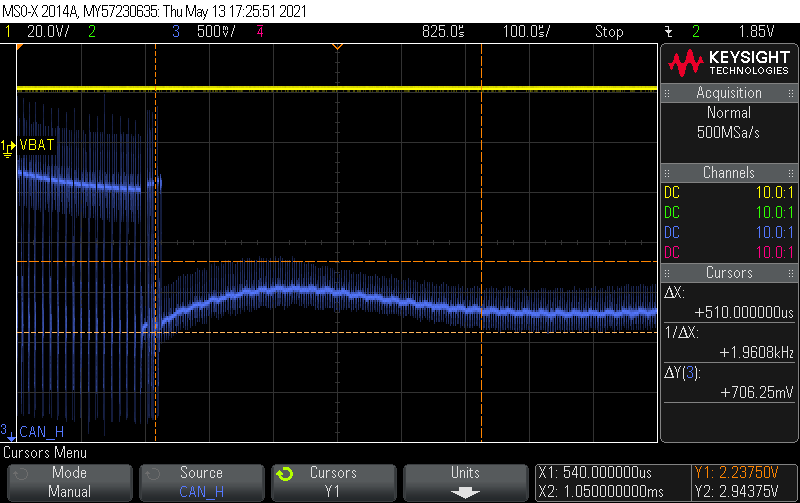 MSO-X 2014A, MY57230635: Thu May 13 17:25:51 2021
1 20.0V/ 2 3 500mV/ 4 825.0us 100.0us/ Stop 2 1.85V
KEYSIGHT
TECHNOLOGIES
Acquisition
Normal
500MSa/s
Channels
DC 10.0:1
DC 10.0:1
DC 10.0:1
DC 10.0:1
Cursors
ΔX:
+510.000000us
1/ΔX:
+1.9608kHz
ΔY(3):
+706.25mV
1 VBAT
3 CAN_H
Cursors Menu
Mode
Manual
Source
CAN_H
Cursors
Y1
Units
X1: 540.000000us
X2: 1.050000000ms
Y1: 2.23750V
Y2: 2.94375V